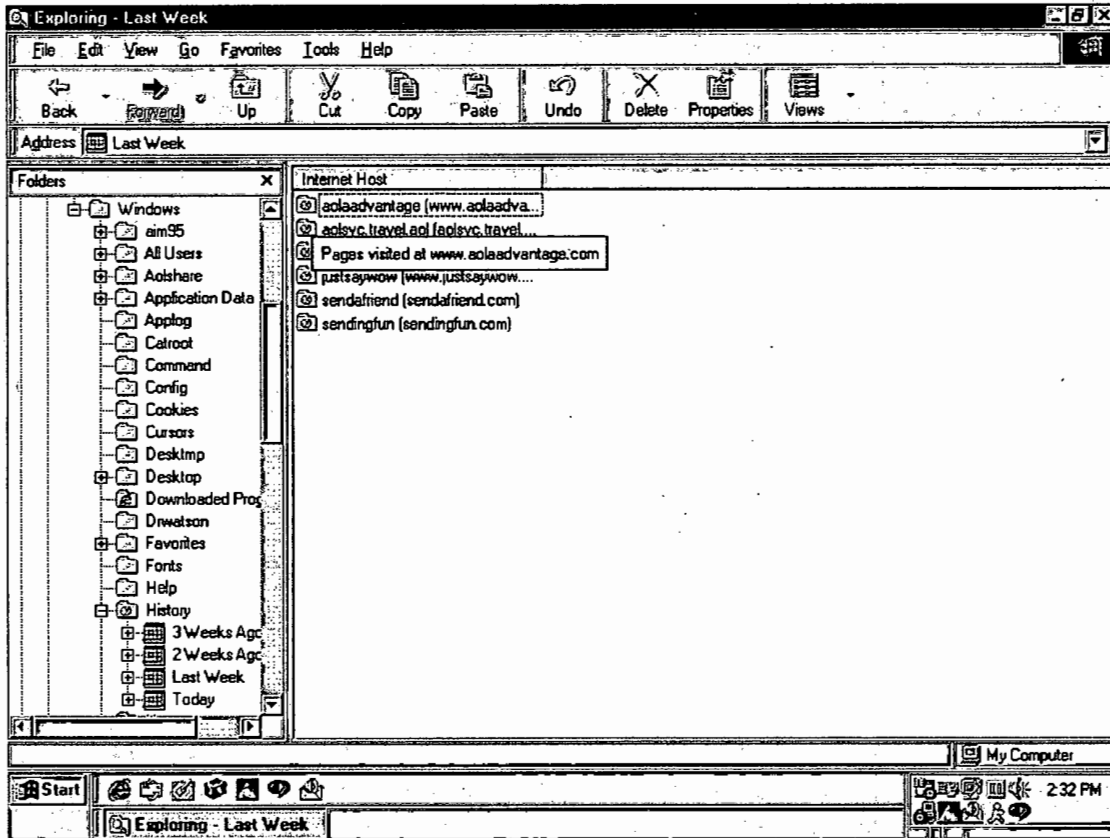 Exploring - Last Week
File Edit View Go Favorites Tools Help
Back Forward Up Cut Copy Paste Undo Delete Properties Views
Address Last Week
Folders
Internet Host
Windows
aim95
All Users
Aolshare
Application Data
Applog
Catroot
Command
Config
Cookies
Cursors
Desktmp
Desktop
Downloaded Prog
Drwatson
Favorites
Fonts
Help
History
3 Weeks Ago
2 Weeks Ago
Last Week
Today
aolaadvantage (www.aolaadva...
aolsvc.travel.aol (aolsvc.travel....
Pages visited at www.aolaadvantage.com
justsaywow (www.justsaywow....
sendafriend (sendafriend.com)
sendingfun (sendingfun.com)
My Computer
Start
2:32 PM
Exploring - Last Week